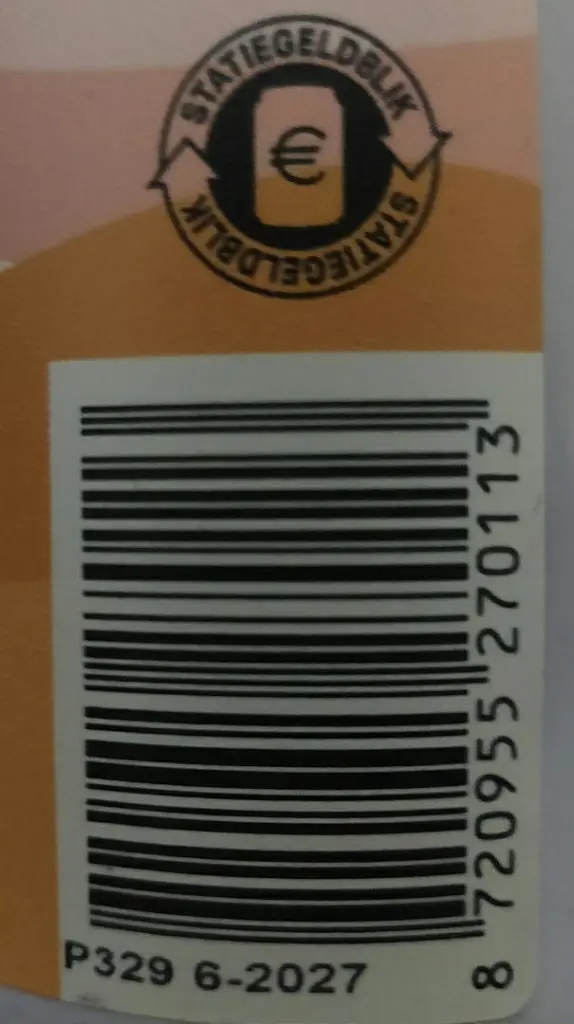 STATIEGELDBLIK
€
STATIEGELDBLIK
8 720955 270113
P329 6-2027